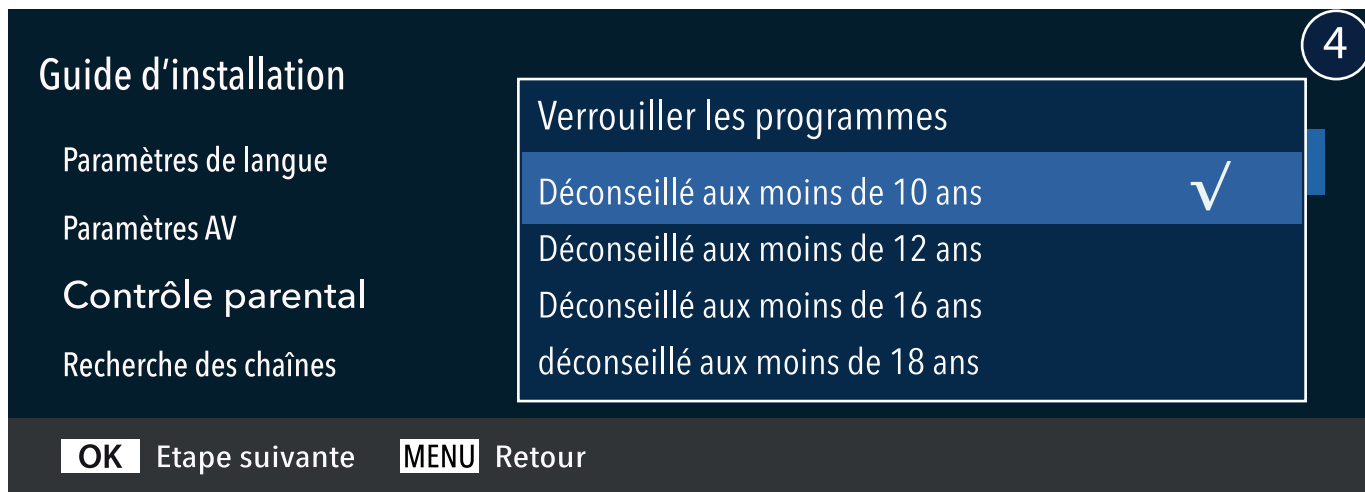 4
Guide d’installation
Paramètres de langue
Paramètres AV
Contrôle parental
Recherche des chaînes
Verrouiller les programmes
Déconseillé aux moins de 10 ans √
Déconseillé aux moins de 12 ans
Déconseillé aux moins de 16 ans
déconseillé aux moins de 18 ans
OK Etape suivante MENU Retour